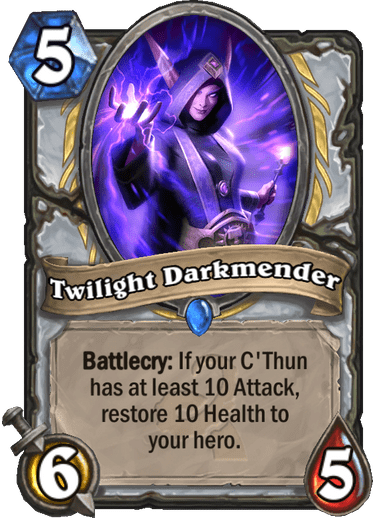 5
Twilight Darkmender
Battlecry: If your C'Thun
has at least 10 Attack,
restore 10 Health to
your hero.
6
5